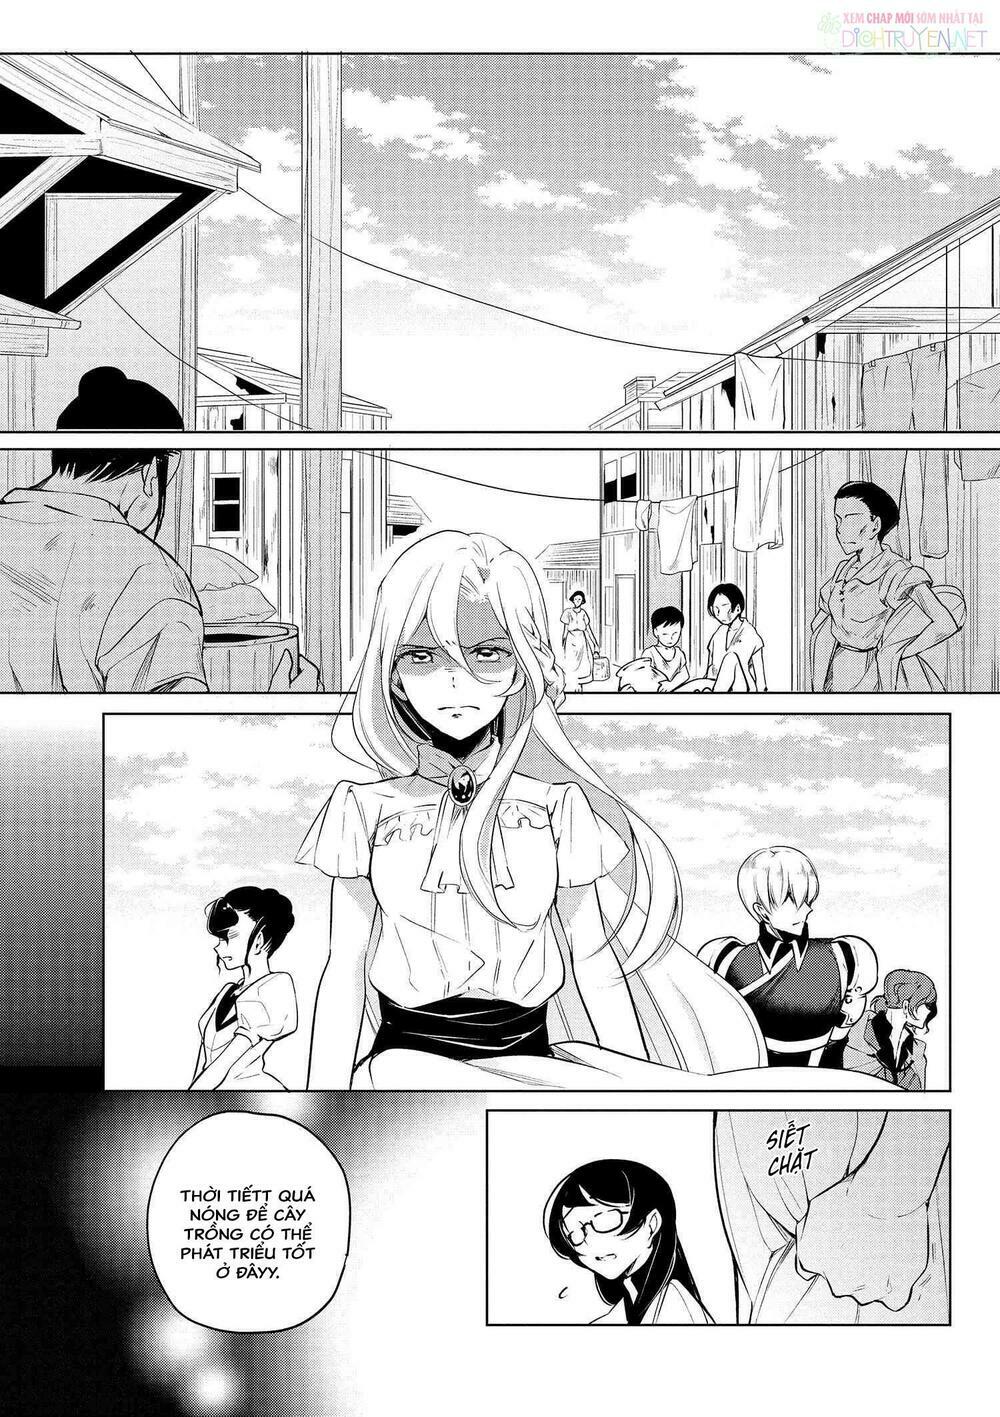 XEM CHAP MỚI SỚM NHẤT TẠI
DICHTRUYEN.NET
SIẾT
CHẶT
THỜI TIẾTT QUÁ
NÓNG ĐỂ CÂY
TRỒNG CÓ THỂ
PHÁT TRIỂU TỐT
Ở ĐÂYY.